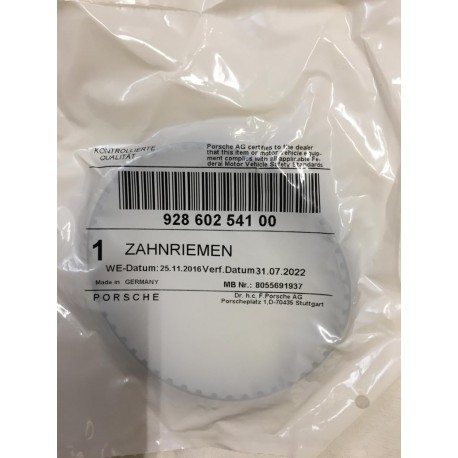 KONTROLLIERTE
QUALITÄT
Porsche AG certifies to the dealer
that this item or motor vehicle equip-
ment complies with all applicable Fe-
deral Motor Vehicle Safety Standards
928 602 541 00
1 ZAHNRIEMEN
WE-Datum: 25.11.2016 Verf.Datum 31.07.2022
Made in GERMANY MB Nr.: 8055691937
PORSCHE Dr. h.c. F.Porsche AG
Porscheplatz 1,D-70436 Stuttgart